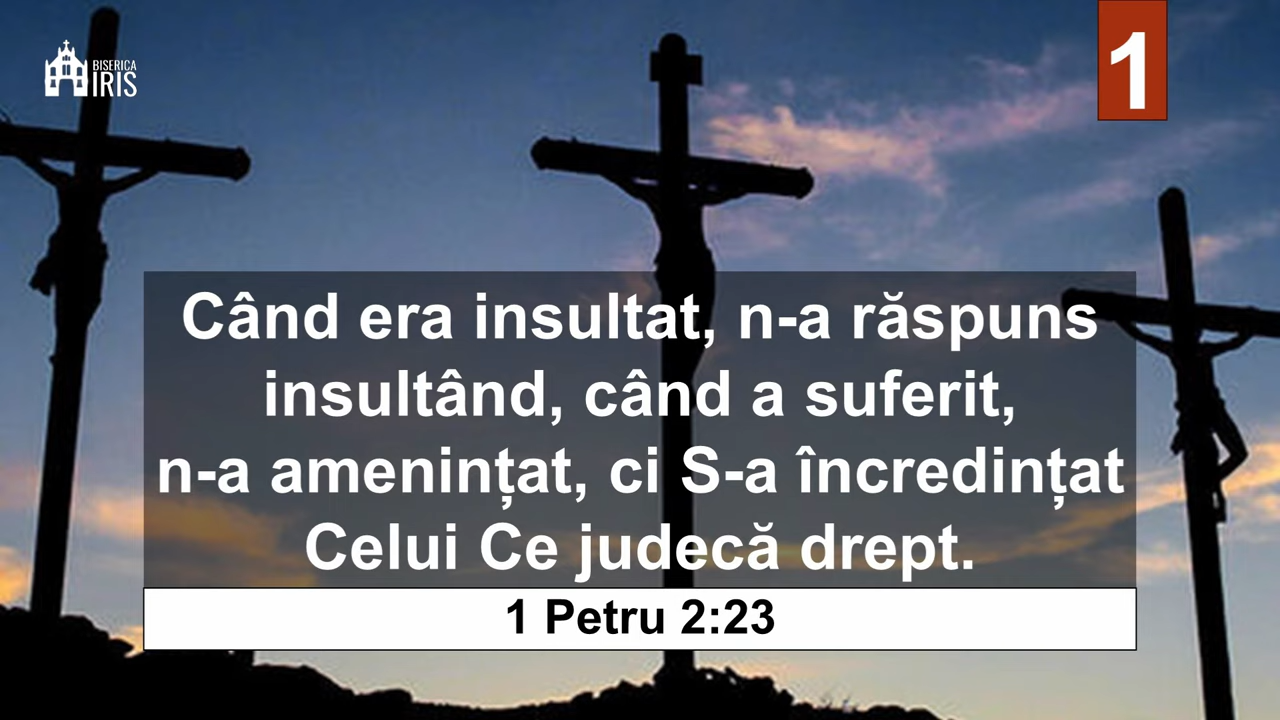 BISERICA
IRIS
1
Când era insultat, n-a răspuns
insultând, când a suferit,
n-a amenințat, ci S-a încredințat
Celui Ce judecă drept.
1 Petru 2:23